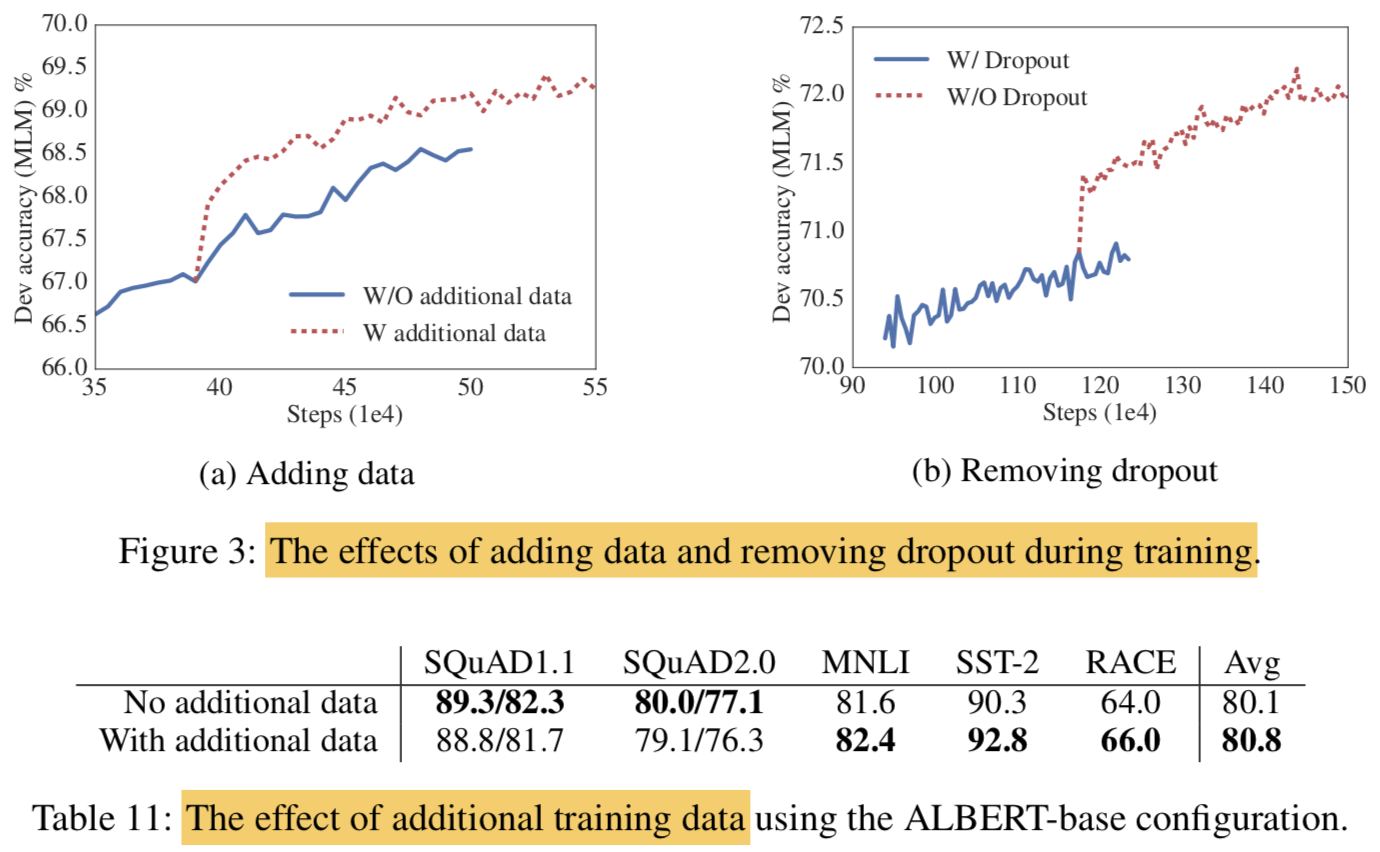 70.0
69.5
69.0
68.5
68.0
67.5
67.0
66.5
66.0
Dev accuracy (MLM) %
W/O additional data
W additional data
35 40 45 50 55
Steps (1e4)
(a) Adding data
72.5
72.0
71.5
71.0
70.5
70.0
Dev accuracy (MLM) %
W/ Dropout
W/O Dropout
90 100 110 120 130 140 150
Steps (1e4)
(b) Removing dropout
Figure 3: The effects of adding data and removing dropout during training.
SQuAD1.1 SQuAD2.0 MNLI SST-2 RACE Avg
No additional data 89.3/82.3 80.0/77.1 81.6 90.3 64.0 80.1
With additional data 88.8/81.7 79.1/76.3 82.4 92.8 66.0 80.8
Table 11: The effect of additional training data using the ALBERT-base configuration.